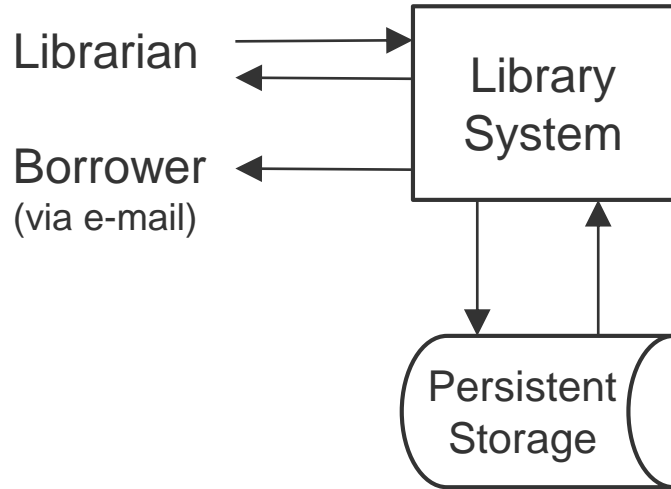 Librarian
Library
System
Borrower
(via e-mail)
Persistent
Storage